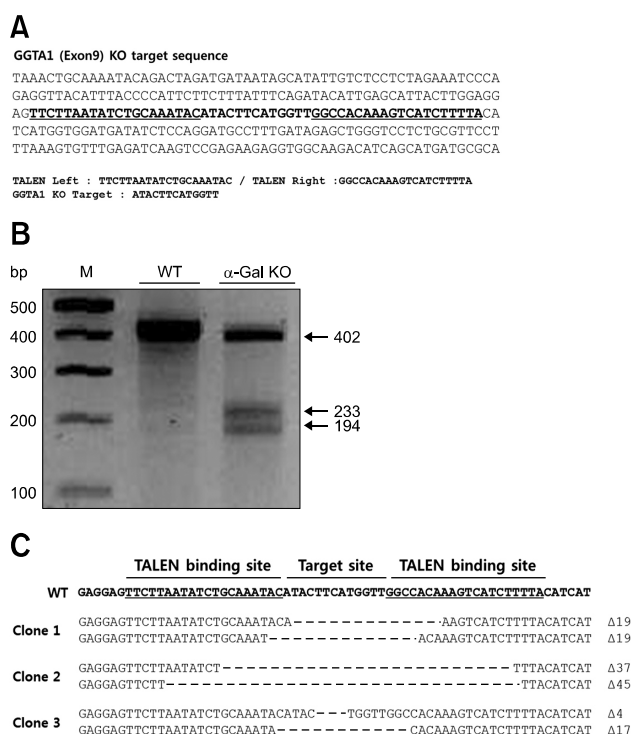 A
GGTA1 (Exon9) KO target sequence
TAAACTGCAAAATACAGACTAGATGATAATAGCATATTGTCTCCTCTAGAAATCCCA
GAGGTTACATTTACCCCATTCTTCTTTATTTCAGATACATTGAGCATTACTTGGAGG
AGTTCTTAATATCTGCAAATACATACTTCATGGTTGGCCACAAAGTCATCTTTTACA
TCATGGTGGATGATATCTCCAGGATGCCTTTGATAGAGCTGGGTCCTCTGCGTTCCT
TTAAAGTGTTTGAGATCAAGTCCGAGAAGAGGTGGCAAGACATCAGCATGATGCGCA
TALEN Left : TTCTTAATATCTGCAAATAC / TALEN Right :GGCCACAAAGTCATCTTTTA
GGTA1 KO Target : ATACTTCATGGTT
B
bp M WT α-Gal KO
500
400 402
300
233
200 194
100
C
TALEN binding site Target site TALEN binding site
WT GAGGAGTTCTTAATATCTGCAAATACATACTTCATGGTTGGCCACAAAGTCATCTTTTACATCAT
Clone 1 GAGGAGTTCTTAATATCTGCAAATACA----------------AAGTCATCTTTTACATCAT Δ19
GAGGAGTTCTTAATATCTGCAAAT----------------ACAAAGTCATCTTTTACATCAT Δ19
Clone 2 GAGGAGTTCTTAATATCT--------------------------------TTTACATCAT Δ37
GAGGAGTTCTT---------------------------------------TTACATCAT Δ45
Clone 3 GAGGAGTTCTTAATATCTGCAAATACATAC---TGGTTGGCCACAAAGTCATCTTTTACATCAT Δ4
GAGGAGTTCTTAATATCTGCAAATA--------------CACAAAGTCATCTTTTACATCAT Δ17